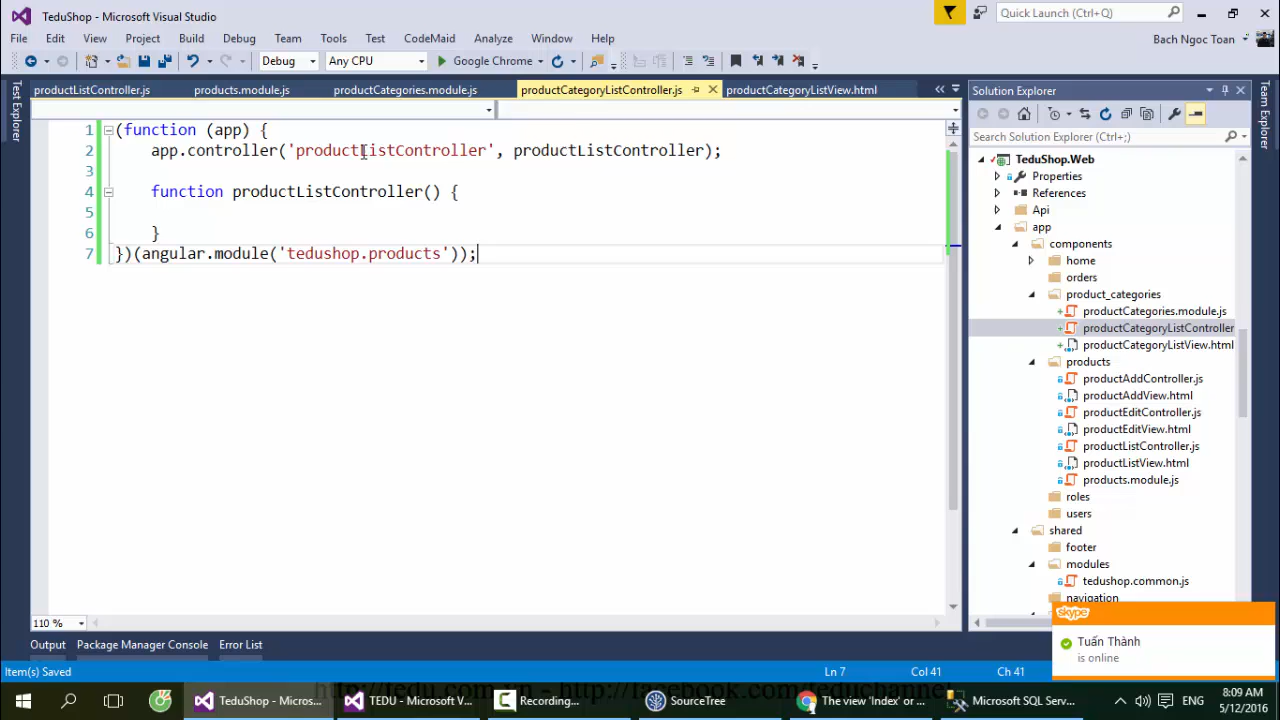 TeduShop - Microsoft Visual Studio
Quick Launch (Ctrl+Q)
File Edit View Project Build Debug Team Tools Test CodeMaid Analyze Window Help
Bach Ngoc Toan
Debug Any CPU Google Chrome
Test Explorer
productListController.js products.module.js productCategories.module.js productCategoryListController.js productCategoryListView.html
1 (function (app) {
2 app.controller('productListController', productListController);
3
4 function productListController() {
5
6 }
7 })(angular.module('tedushop.products'));
110 %
Solution Explorer
Search Solution Explorer (Ctrl+;)
TeduShop.Web
Properties
References
Api
app
components
home
orders
product_categories
productCategories.module.js
productCategoryListController
productCategoryListView.html
products
productAddController.js
productAddView.html
productEditController.js
productEditView.html
productListController.js
productListView.html
products.module.js
roles
users
shared
footer
modules
tedushop.common.js
navigation
Team Explorer
skype
Tuấn Thành
is online
Output Package Manager Console Error List
Item(s) Saved Ln 7 Col 41 Ch 41
TeduShop - Micros... TEDU - Microsoft V... Recording... SourceTree The view 'Index' or ... Microsoft SQL Serv...
ENG
8:09 AM
5/12/2016